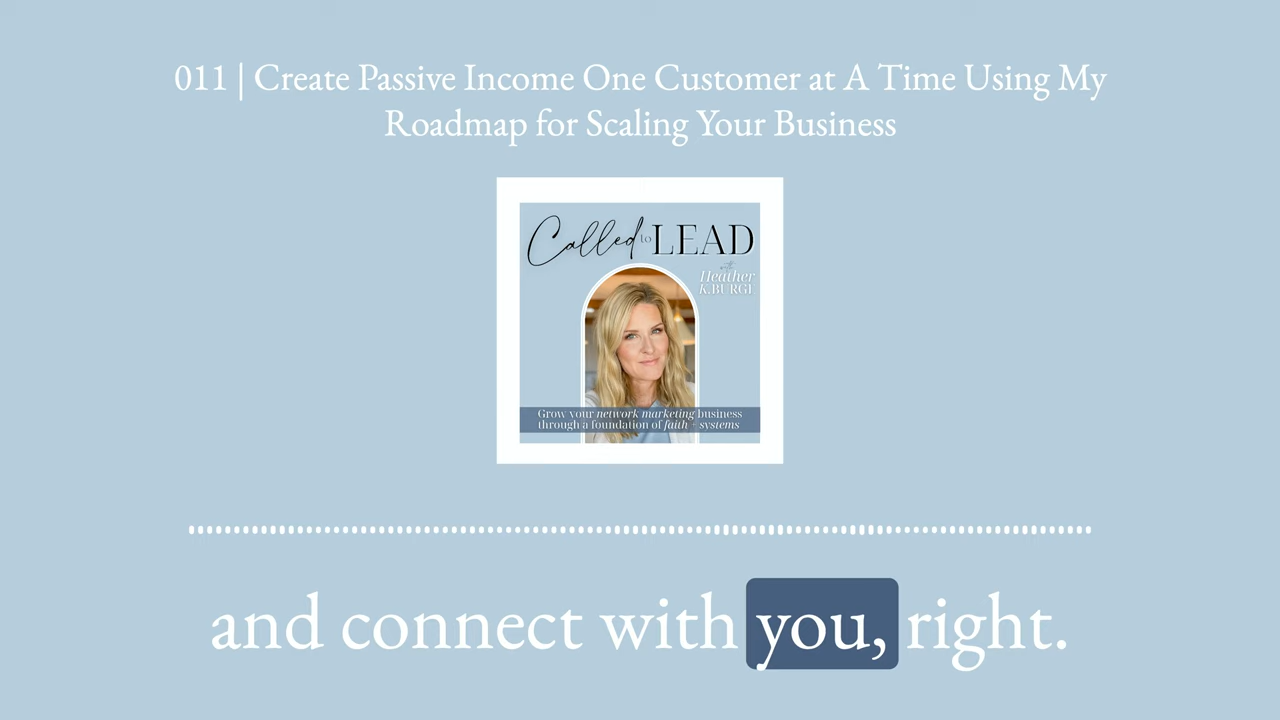 011 | Create Passive Income One Customer at A Time Using My
Roadmap for Scaling Your Business
Called to LEAD
with
Heather
K.BURGE
Grow your network marketing business
through a foundation of faith + systems
and connect with you, right.